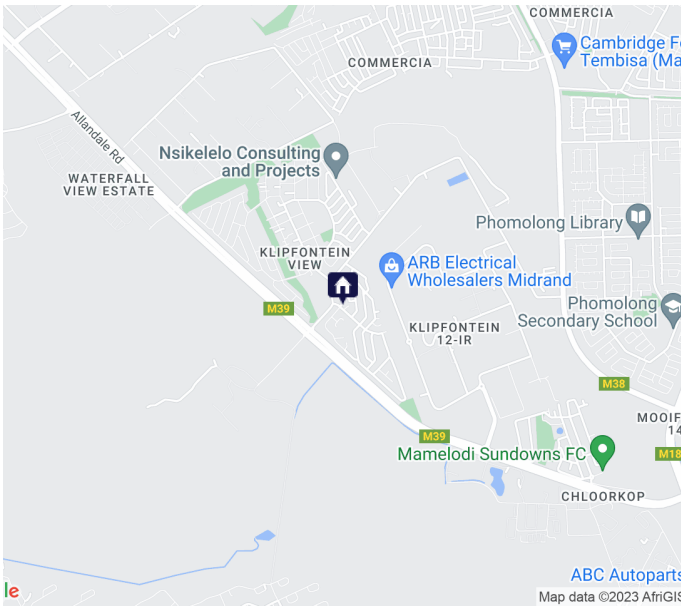 COMMERCIA
Cambridge F
Tembisa (Ma
COMMERCIA
Allandale Rd
Nsikelelo Consulting
and Projects
WATERFALL
VIEW ESTATE
Phomolong Library
KLIPFONTEIN
VIEW
ARB Electrical
Wholesalers Midrand
M39
Phomolong
Secondary School
KLIPFONTEIN
12-IR
M38
MOOIF
14
M39
Mamelodi Sundowns FC
M18
CHLOORKOP
ABC Autoparts
le
Map data ©2023 AfriGIS